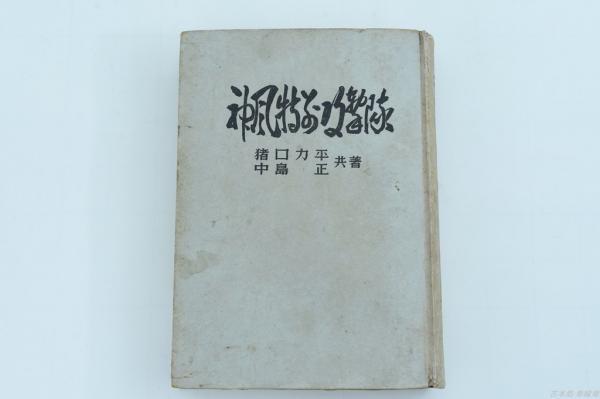 神風特別攻撃隊
猪口力平
中島正
共著